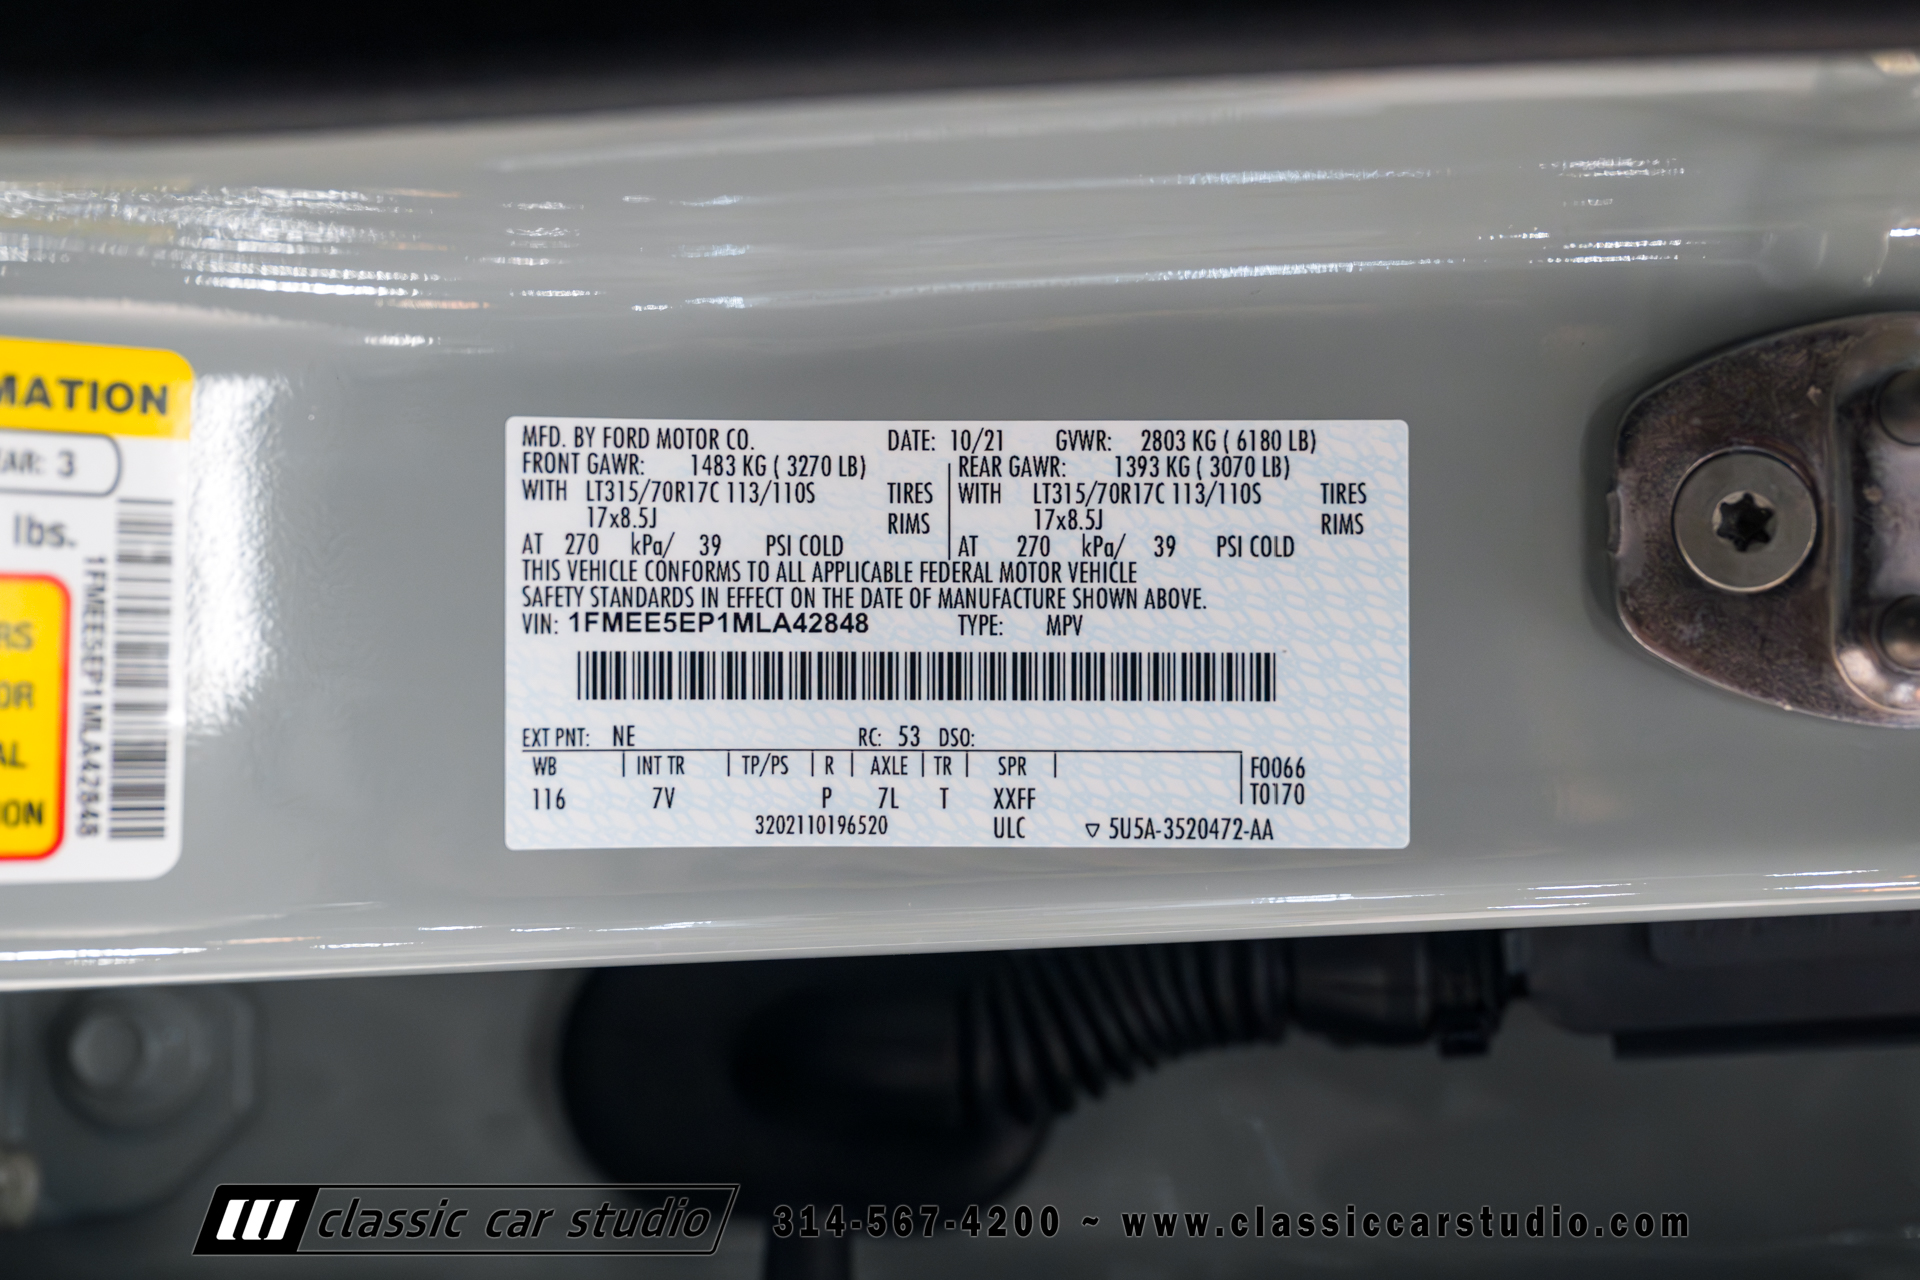 MATION
AR: 3
lbs.
1FMEE5EP1MLA42848
RS
OR
AL
ION
MFD. BY FORD MOTOR CO. DATE: 10/21 GVWR: 2803 KG ( 6180 LB)
FRONT GAWR: 1483 KG ( 3270 LB) REAR GAWR: 1393 KG ( 3070 LB)
WITH LT315/70R17C 113/110S TIRES WITH LT315/70R17C 113/110S TIRES
17x8.5J RIMS 17x8.5J RIMS
AT 270 kPa/ 39 PSI COLD AT 270 kPa/ 39 PSI COLD
THIS VEHICLE CONFORMS TO ALL APPLICABLE FEDERAL MOTOR VEHICLE
SAFETY STANDARDS IN EFFECT ON THE DATE OF MANUFACTURE SHOWN ABOVE.
VIN: 1FMEE5EP1MLA42848 TYPE: MPV
EXT PNT: NE RC: 53 DSO:
WB | INT TR | TP/PS | R | AXLE | TR | SPR | F0066
116 7V P 7L T XXFF T0170
3202110196520 ULC ▽ 5U5A-3520472-AA
classic car studio 314-567-4200 ~ www.classiccarstudio.com